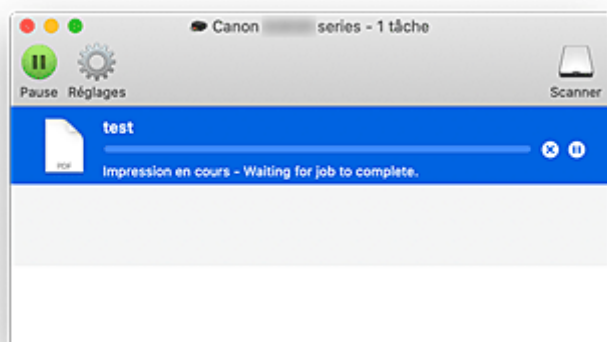 Canon series - 1 tâche
Pause Réglages Scanner
test
PDF
Impression en cours - Waiting for job to complete.